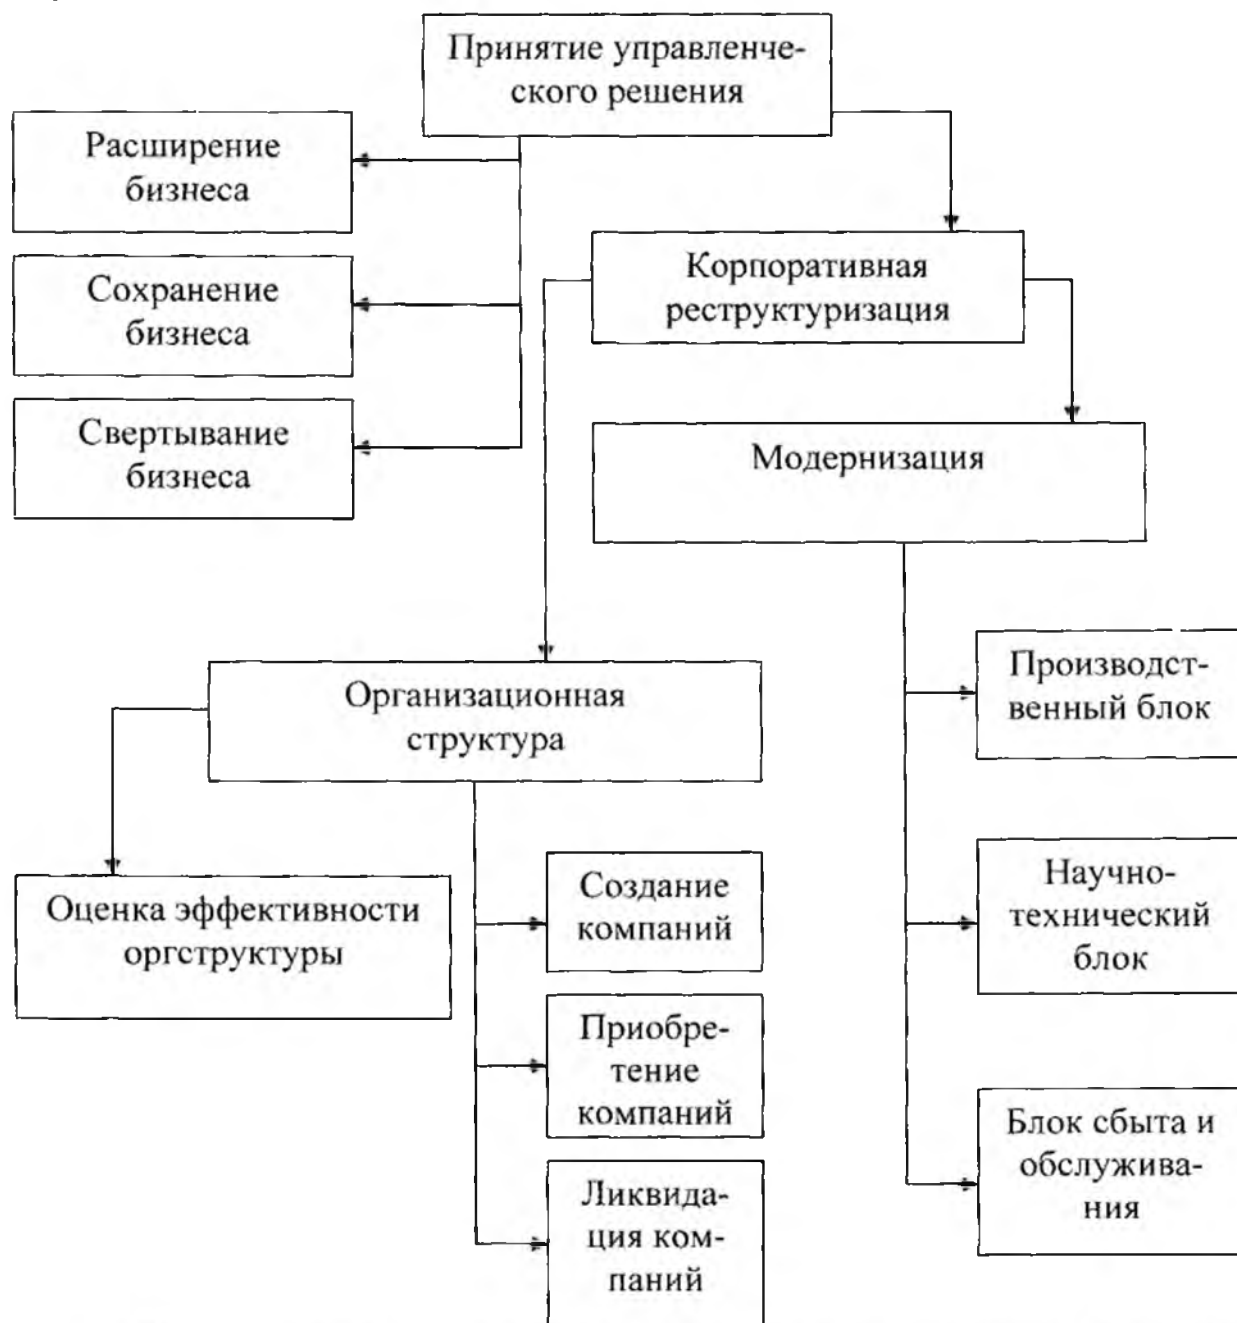 Принятие управленче-
ского решения
Расширение
бизнеса
Сохранение
бизнеса
Свертывание
бизнеса
Корпоративная
реструктуризация
Модернизация
Организационная
структура
Оценка эффективности
оргструктуры
Создание
компаний
Приобре-
тение
компаний
Ликвида-
ция ком-
паний
Производст-
венный блок
Научно-
технический
блок
Блок сбыта и
обслужива-
ния